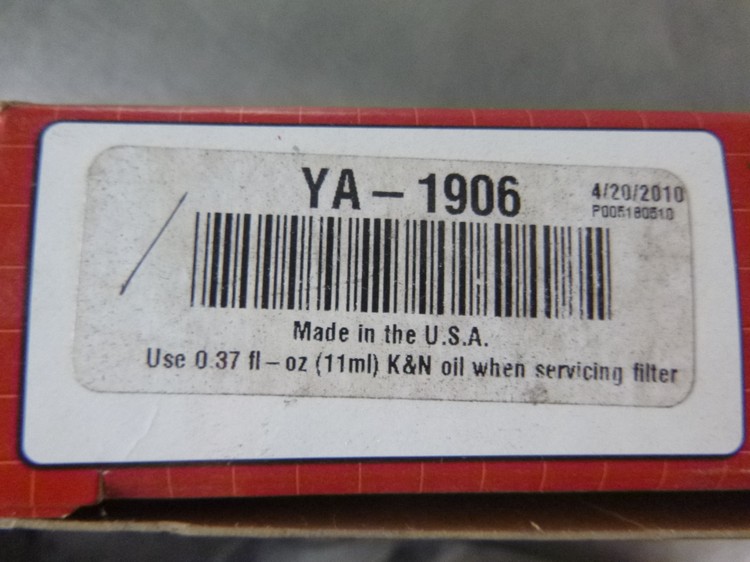 YA-1906
4/20/2010
P005180510
Made in the U.S.A.
Use 0.37 fl-oz (11ml) K&N oil when servicing filter